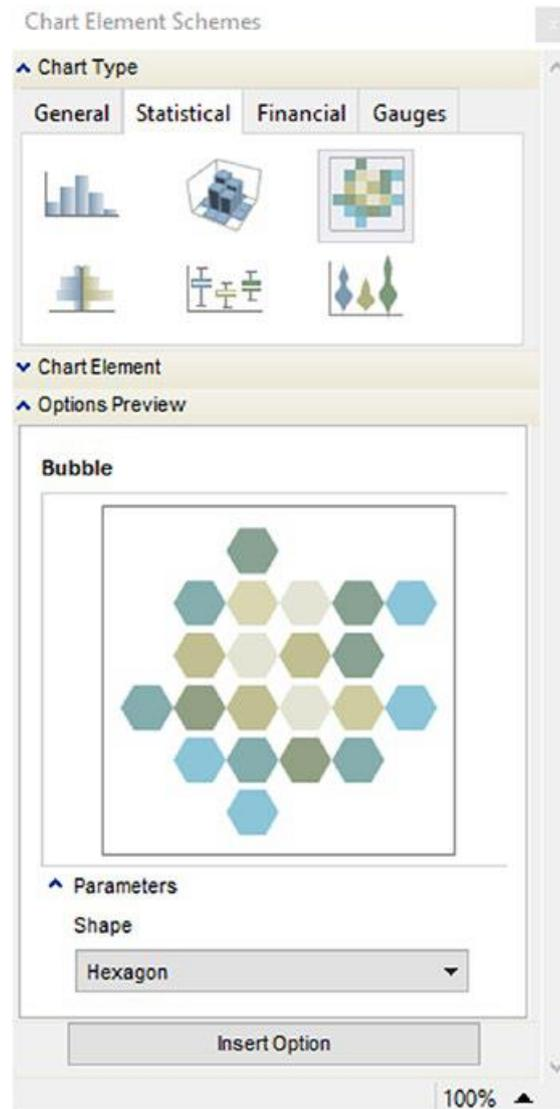 Chart Element Schemes
Chart Type
General Statistical Financial Gauges
Chart Element
Options Preview
Bubble
Parameters
Shape
Hexagon
Insert Option
100%